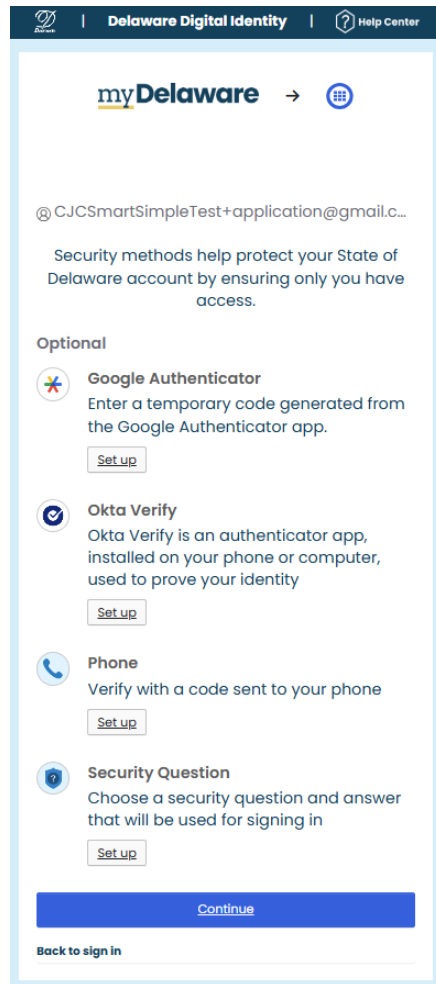 Delaware Digital Identity | Help Center
myDelaware
CJCSmartSimpleTest+application@gmail.c...
Security methods help protect your State of
Delaware account by ensuring only you have
access.
Optional
Google Authenticator
Enter a temporary code generated from
the Google Authenticator app.
Set up
Okta Verify
Okta Verify is an authenticator app,
installed on your phone or computer,
used to prove your identity
Set up
Phone
Verify with a code sent to your phone
Set up
Security Question
Choose a security question and answer
that will be used for signing in
Set up
Continue
Back to sign in